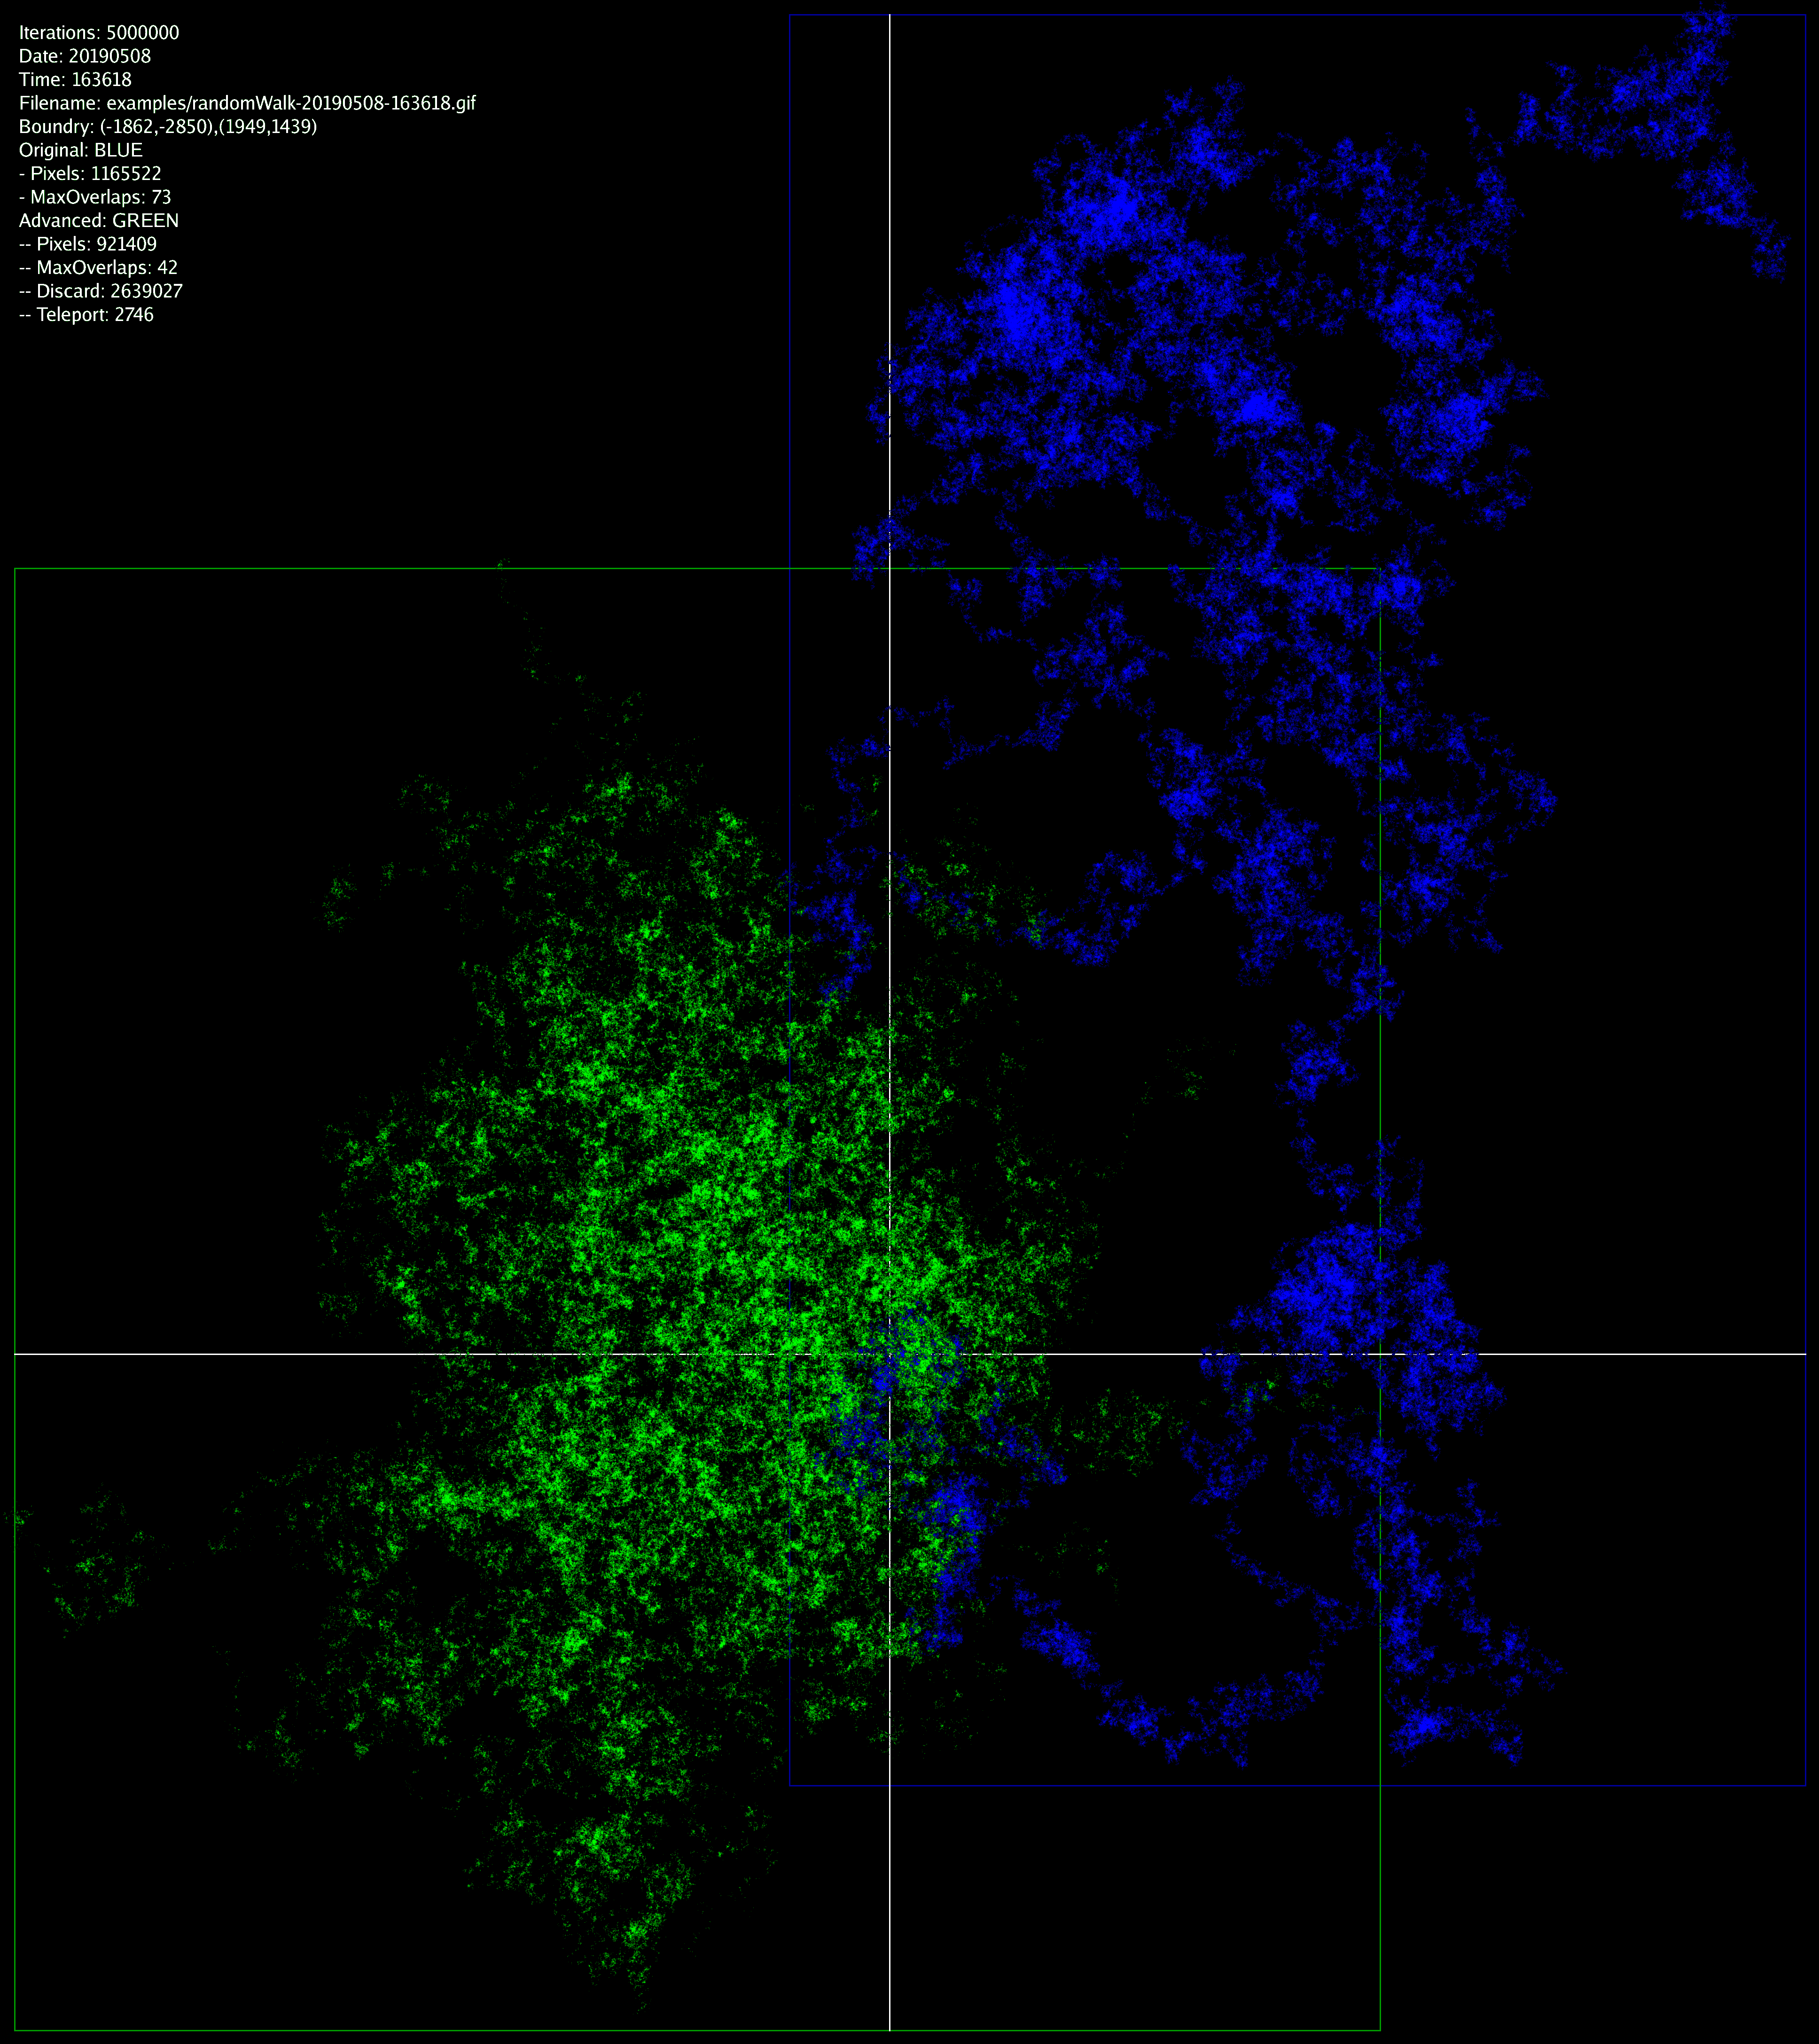 Iterations: 5000000
Date: 20190508
Time: 163618
Filename: examples/randomWalk-20190508-163618.gif
Boundry: (-1862,-2850),(1949,1439)
Original: BLUE
- Pixels: 1165522
- MaxOverlaps: 73
Advanced: GREEN
-- Pixels: 921409
-- MaxOverlaps: 42
-- Discard: 2639027
-- Teleport: 2746